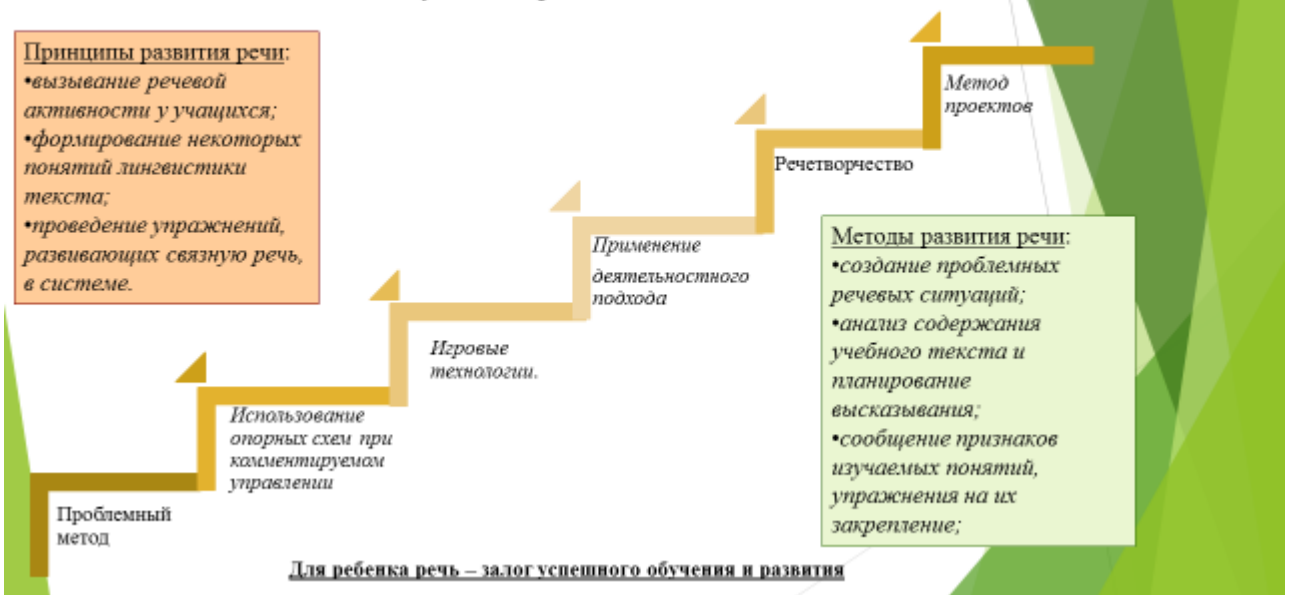 Принципы развития речи:
•вызывание речевой
активности у учащихся;
•формирование некоторых
понятий лингвистики
текста;
•проведение упражнений,
развивающих связную речь,
в системе.
Метод
проектов
Речетворчество
Применение
деятельностного
подхода
Игровые
технологии.
Использование
опорных схем при
комментируемом
управлении
Проблемный
метод
Методы развития речи:
•создание проблемных
речевых ситуаций;
•анализ содержания
учебного текста и
планирование
высказывания;
•сообщение признаков
изучаемых понятий,
упражнения на их
закрепление;
Для ребенка речь – залог успешного обучения и развития